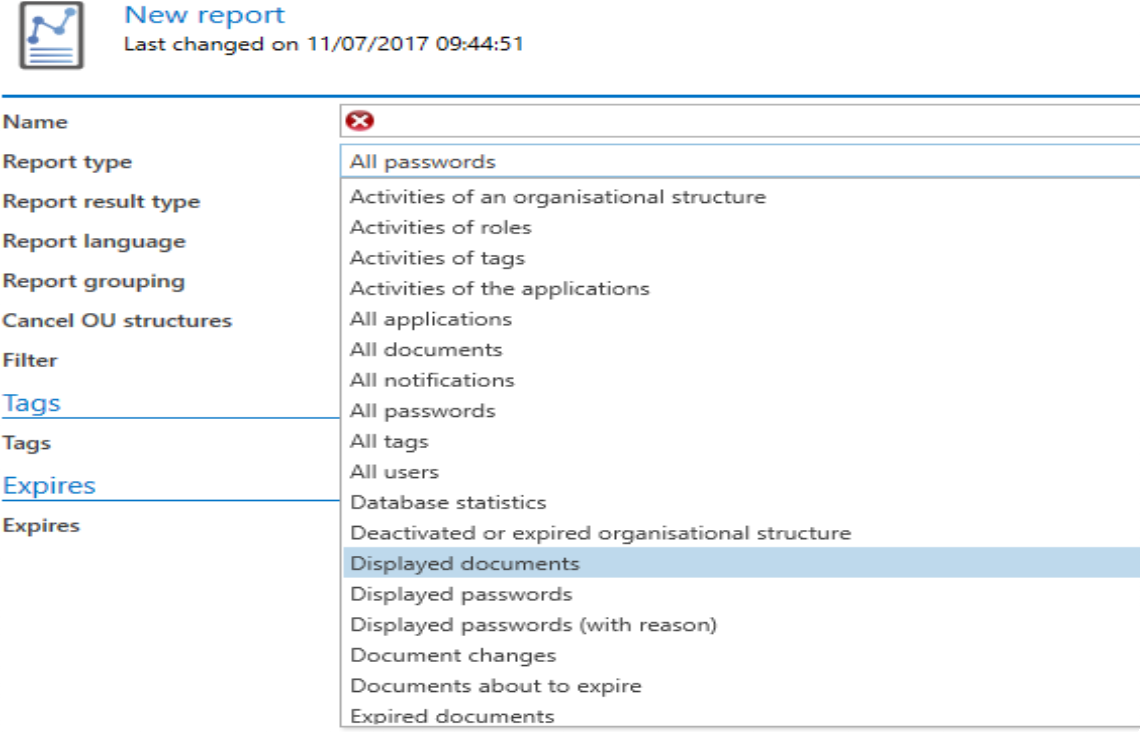 New report
Last changed on 11/07/2017 09:44:51
Name
Report type
All passwords
Report result type
Report language
Report grouping
Cancel OU structures
Filter
Tags
Tags
Expires
Expires
Activities of an organisational structure
Activities of roles
Activities of tags
Activities of the applications
All applications
All documents
All notifications
All passwords
All tags
All users
Database statistics
Deactivated or expired organisational structure
Displayed documents
Displayed passwords
Displayed passwords (with reason)
Document changes
Documents about to expire
Expired documents